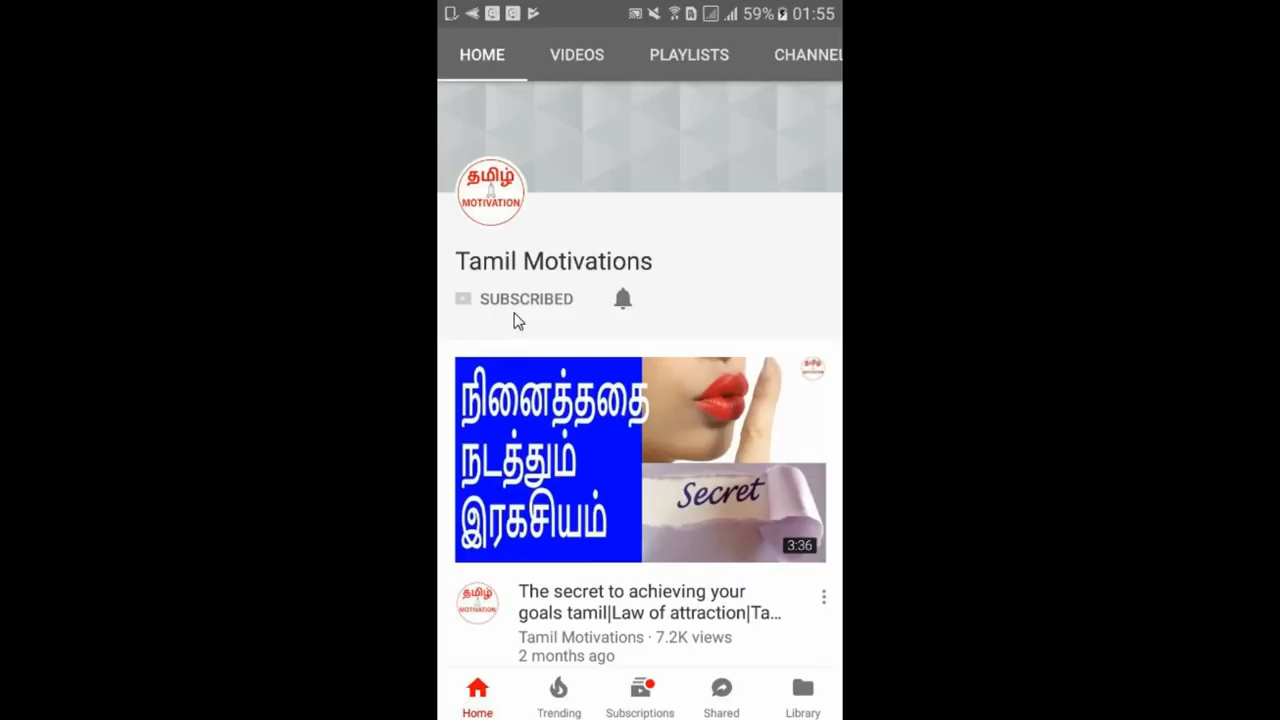 59% 01:55
HOME VIDEOS PLAYLISTS CHANNEL
தமிழ்
MOTIVATION
Tamil Motivations
SUBSCRIBED
நினைத்ததை
நடத்தும்
இரகசியம்
Secret
தமிழ்
MOTIVATION
3:36
தமிழ்
MOTIVATION
The secret to achieving your
goals tamil|Law of attraction|Ta...
Tamil Motivations · 7.2K views
2 months ago
Home Trending Subscriptions Shared Library